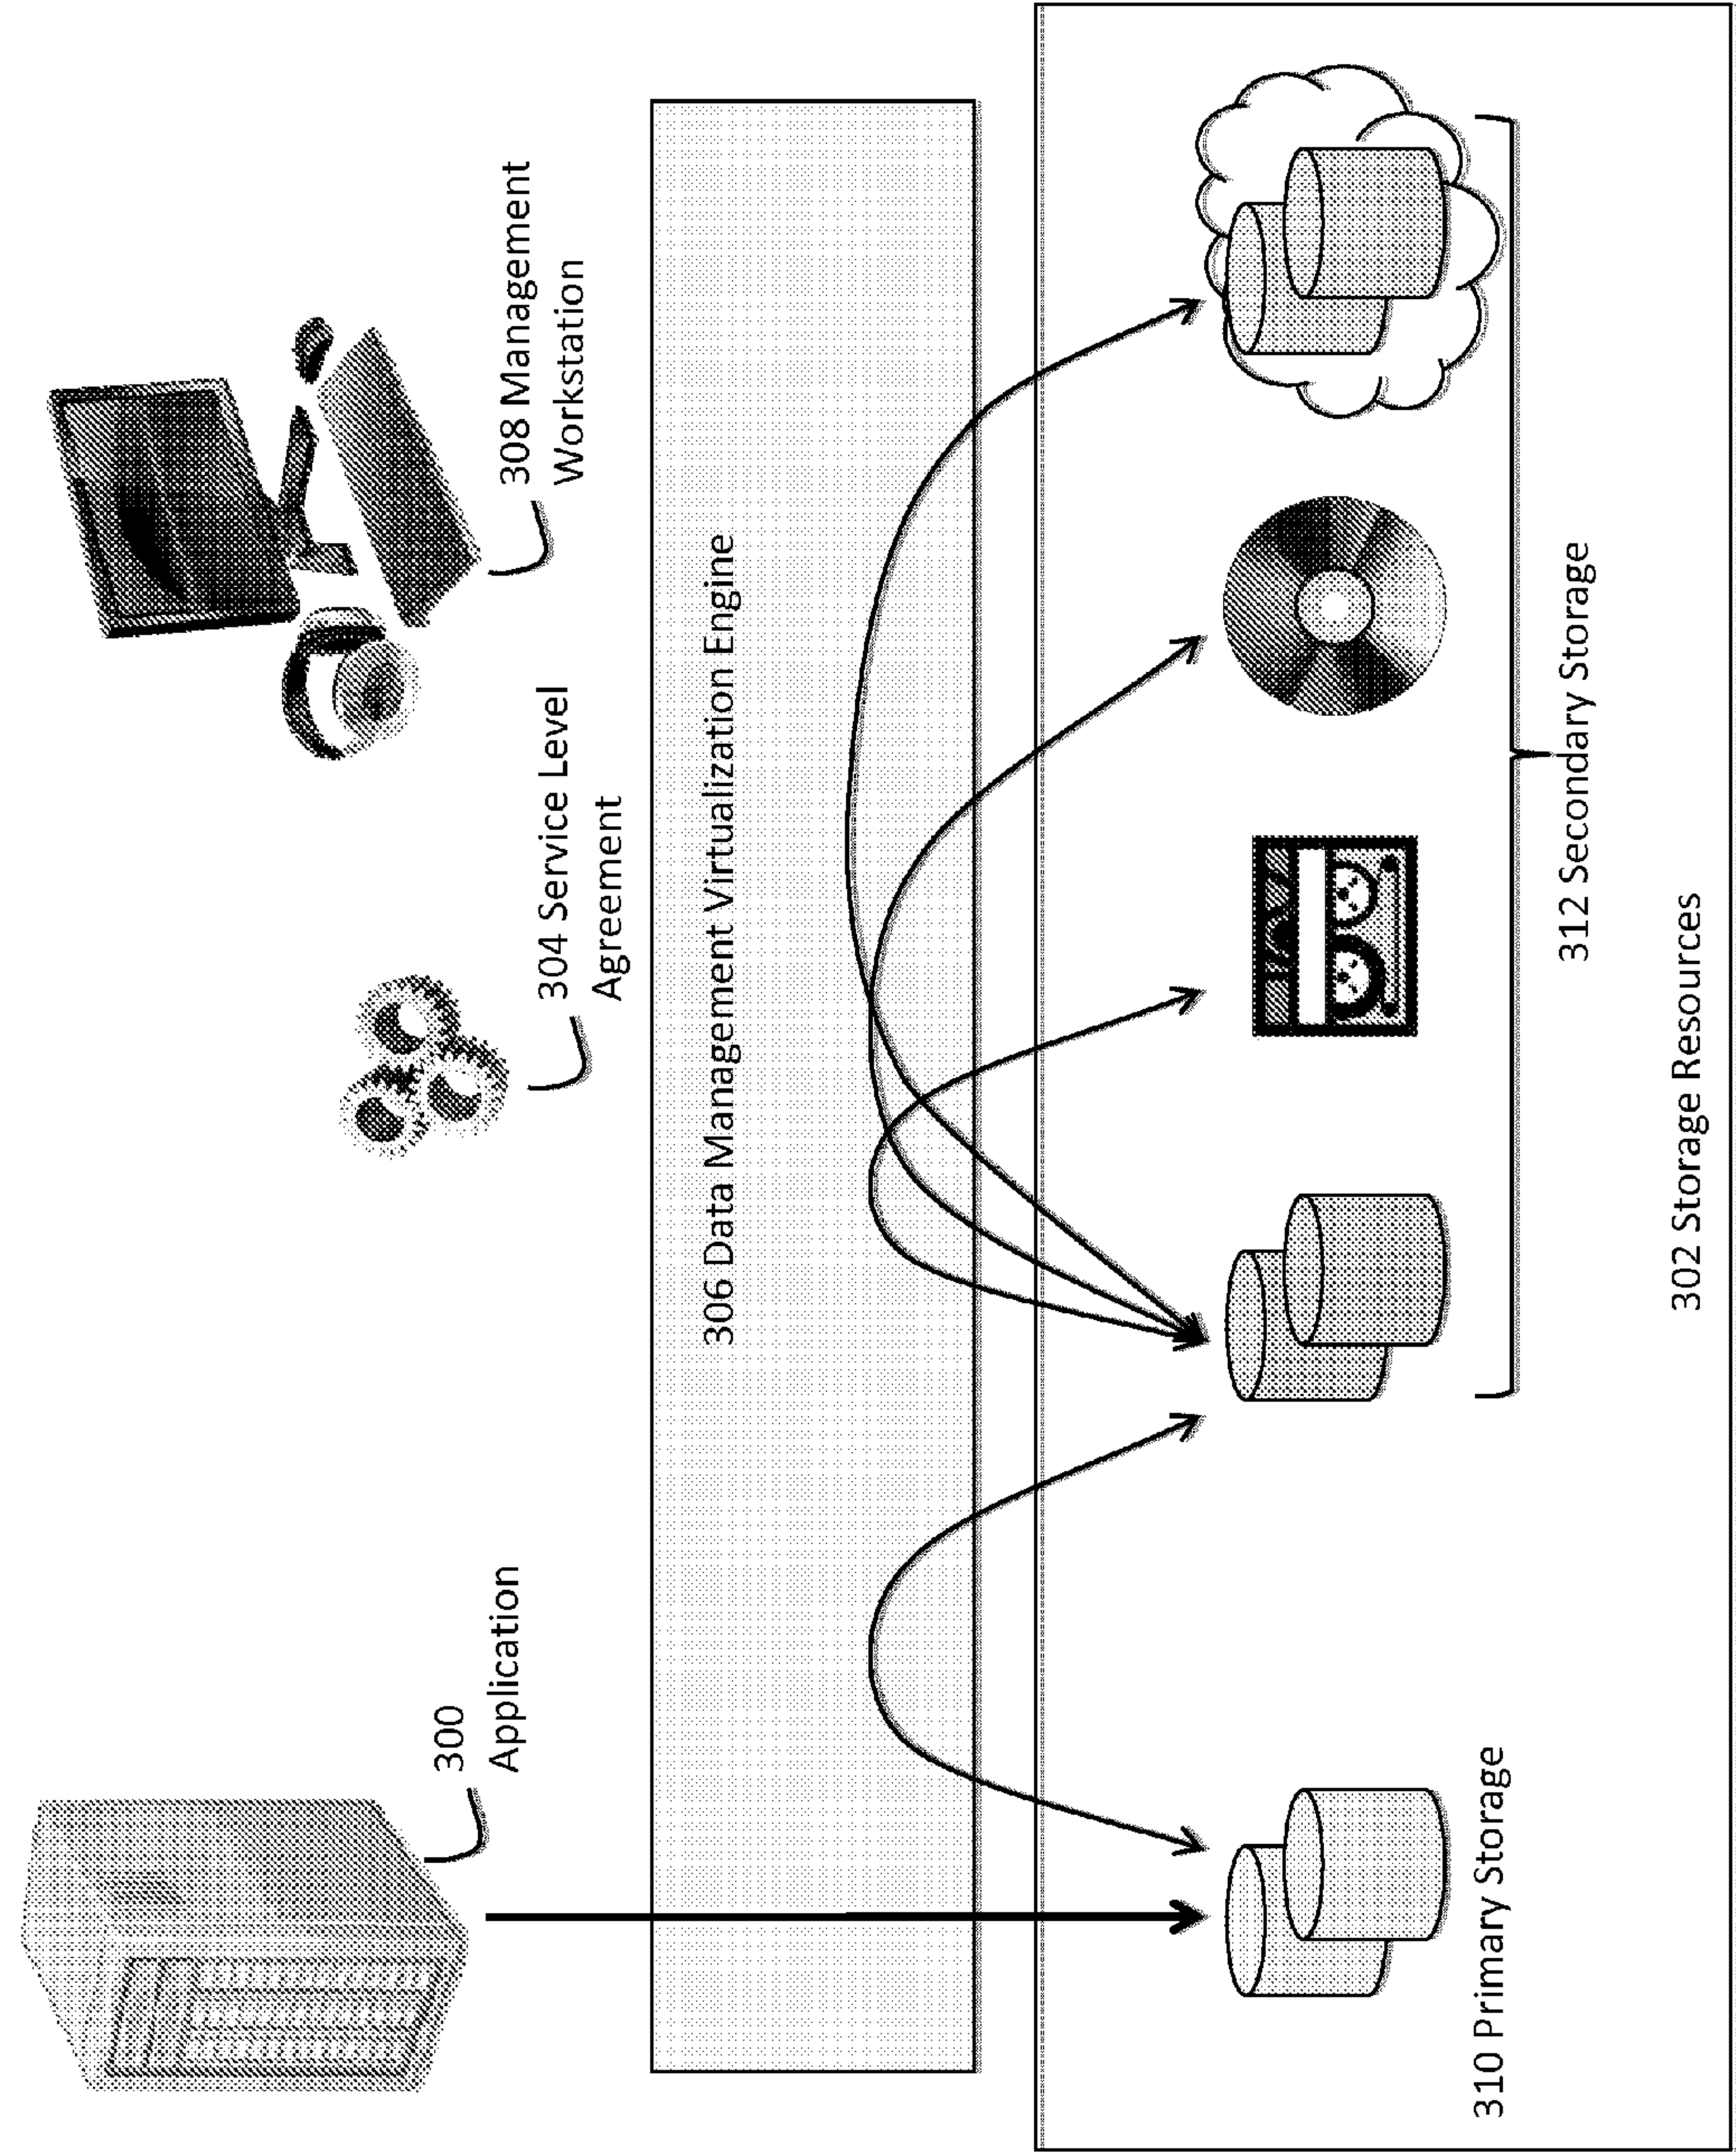 300
Application
304 Service Level
Agreement
308 Management
Workstation
306 Data Management Virtualization Engine
310 Primary Storage
312 Secondary Storage
302 Storage Resources